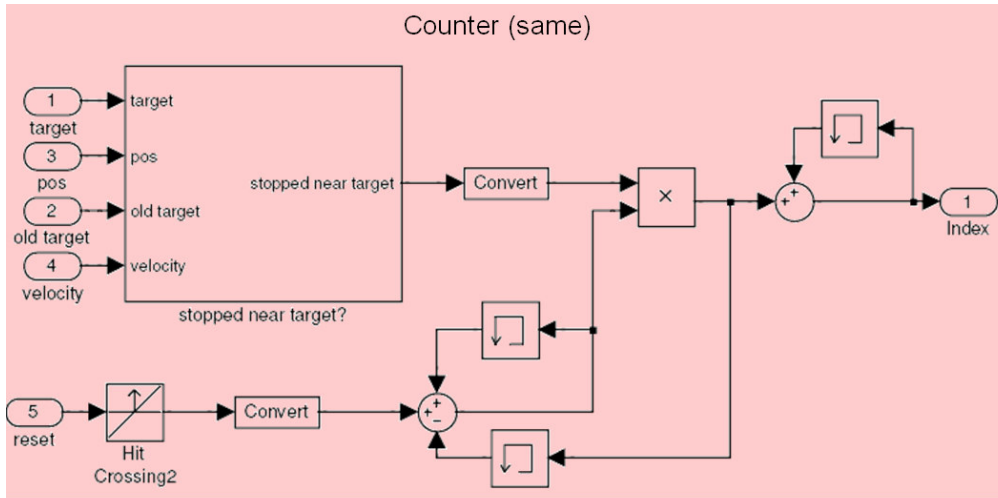 Counter (same)
1
target
target
3
pos
pos
2
old target
old target
4
velocity
velocity
stopped near target
stopped near target?
Convert
×
+
+
1
Index
5
reset
Hit
Crossing2
Convert
+
+
−